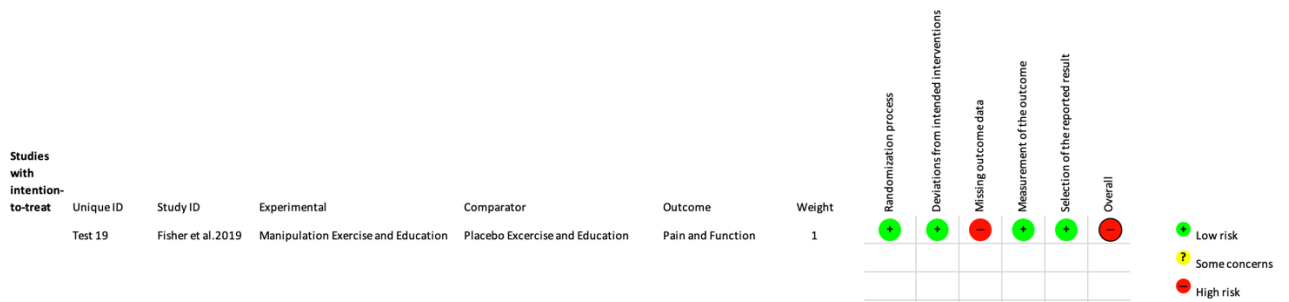 Randomization process
Deviations from intended interventions
Missing outcome data
Measurement of the outcome
Selection of the reported result
Overall
Studies
with
intention-
to-treat Unique ID Study ID Experimental Comparator Outcome Weight
Test 19 Fisher et al.2019 Manipulation Exercise and Education Placebo Excercise and Education Pain and Function 1 + + − + + −
+ Low risk
? Some concerns
− High risk